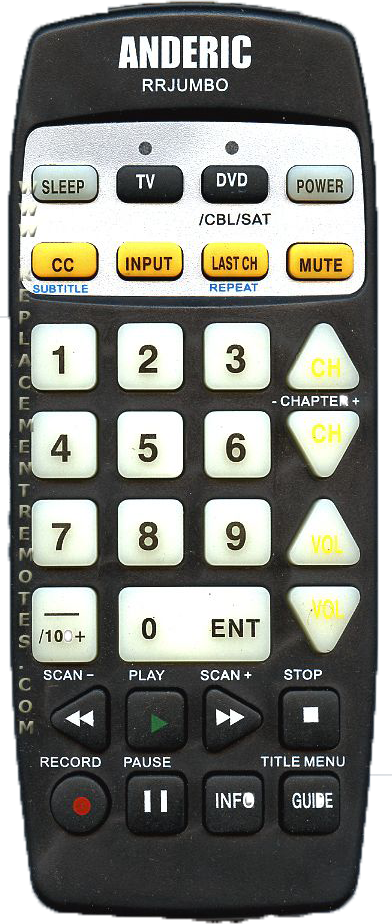 ANDERIC
RRJUMBO
SLEEP TV DVD POWER
/CBL/SAT
CC INPUT LAST CH MUTE
SUBTITLE REPEAT
1 2 3 CH
- CHAPTER +
4 5 6 CH
7 8 9 VOL
/100+ 0 ENT VOL
SCAN - PLAY SCAN + STOP
RECORD PAUSE TITLE MENU
INFO GUIDE
WWW.REPLACEMENTREMOTES.COM